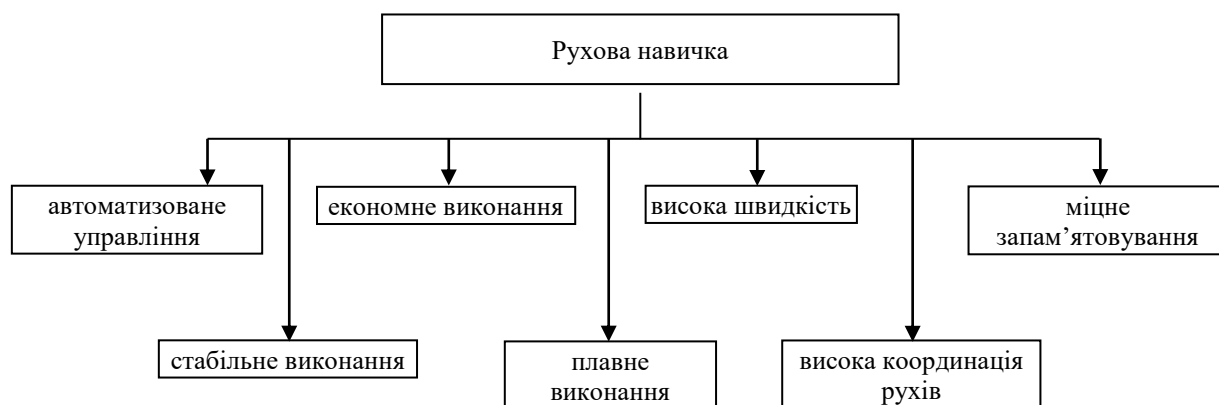 Рухова навичка
автоматизоване
управління
економне виконання
висока швидкість
міцне
запам’ятовування
стабільне виконання
плавне
виконання
висока координація
рухів